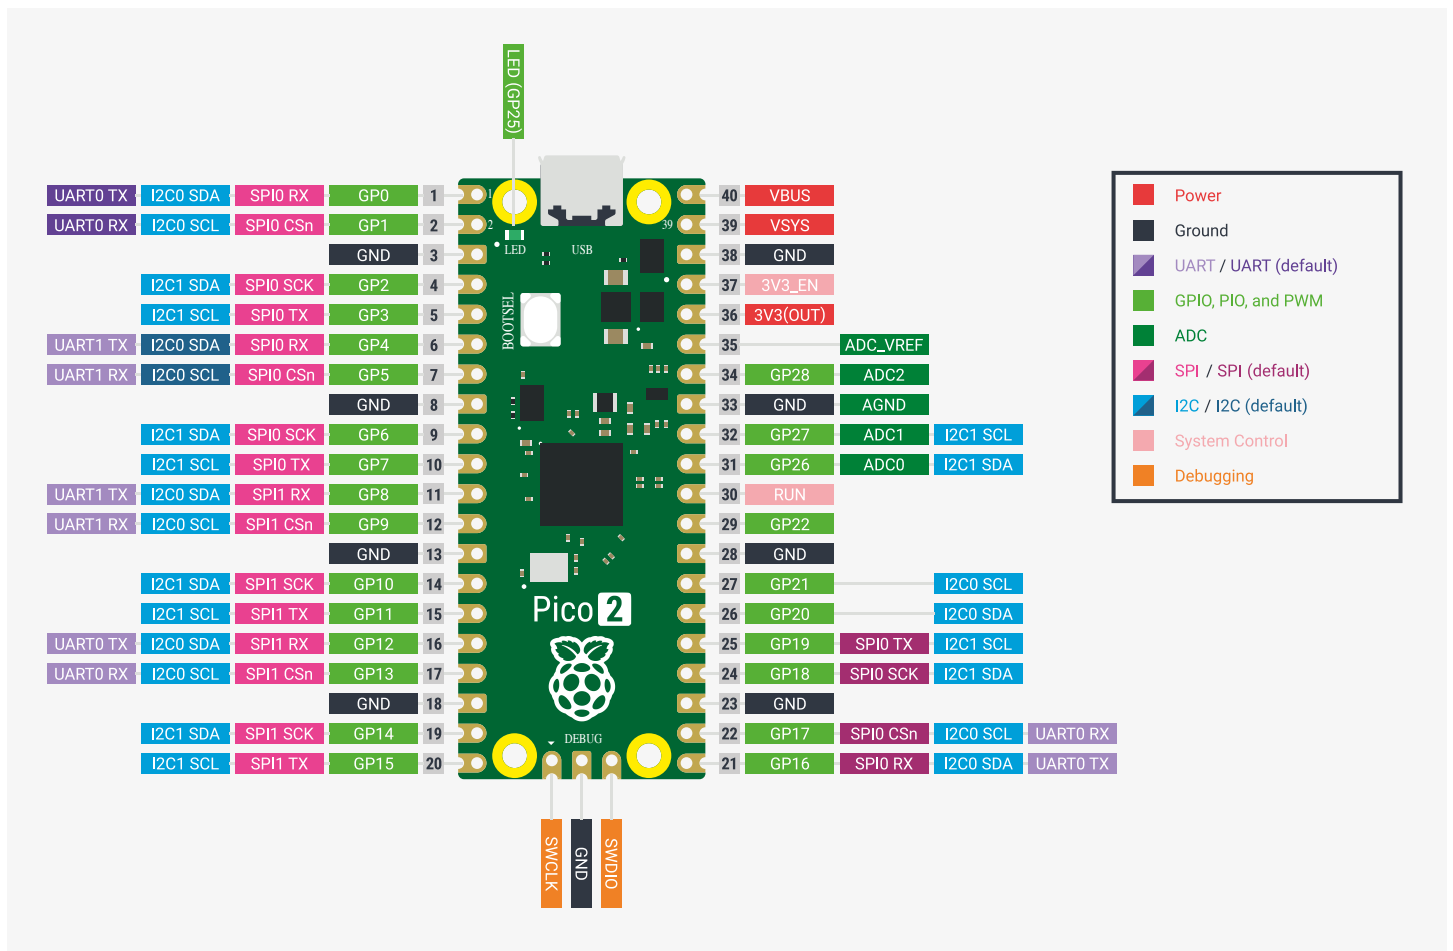 LED (GP25)
UART0 TX I2C0 SDA SPI0 RX GP0 1 1 40 VBUS
UART0 RX I2C0 SCL SPI0 CSn GP1 2 2 39 39 VSYS
GND 3 LED USB 38 GND
I2C1 SDA SPI0 SCK GP2 4 37 3V3_EN
I2C1 SCL SPI0 TX GP3 5 BOOTSEL 36 3V3(OUT)
UART1 TX I2C0 SDA SPI0 RX GP4 6 35 ADC_VREF
UART1 RX I2C0 SCL SPI0 CSn GP5 7 34 GP28 ADC2
GND 8 33 GND AGND
I2C1 SDA SPI0 SCK GP6 9 32 GP27 ADC1 I2C1 SCL
I2C1 SCL SPI0 TX GP7 10 31 GP26 ADC0 I2C1 SDA
UART1 TX I2C0 SDA SPI1 RX GP8 11 30 RUN
UART1 RX I2C0 SCL SPI1 CSn GP9 12 29 GP22
GND 13 28 GND
I2C1 SDA SPI1 SCK GP10 14 27 GP21 I2C0 SCL
I2C1 SCL SPI1 TX GP11 15 Pico 2 26 GP20 I2C0 SDA
UART0 TX I2C0 SDA SPI1 RX GP12 16 25 GP19 SPI0 TX I2C1 SCL
UART0 RX I2C0 SCL SPI1 CSn GP13 17 24 GP18 SPI0 SCK I2C1 SDA
GND 18 23 GND
I2C1 SDA SPI1 SCK GP14 19 DEBUG 22 GP17 SPI0 CSn I2C0 SCL UART0 RX
I2C1 SCL SPI1 TX GP15 20 21 GP16 SPI0 RX I2C0 SDA UART0 TX
SWCLK GND SWDIO
Power
Ground
UART / UART (default)
GPIO, PIO, and PWM
ADC
SPI / SPI (default)
I2C / I2C (default)
System Control
Debugging